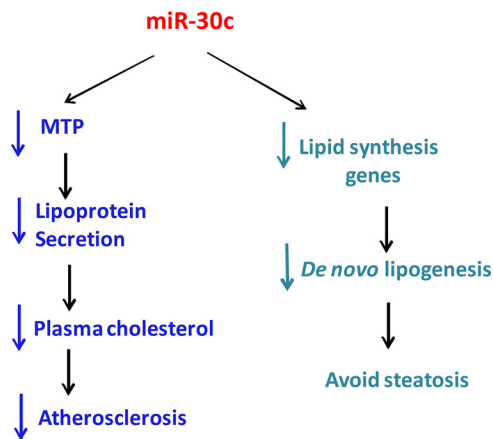 miR-30c
MTP
Lipoprotein
Secretion
Plasma cholesterol
Atherosclerosis
Lipid synthesis
genes
De novo lipogenesis
Avoid steatosis